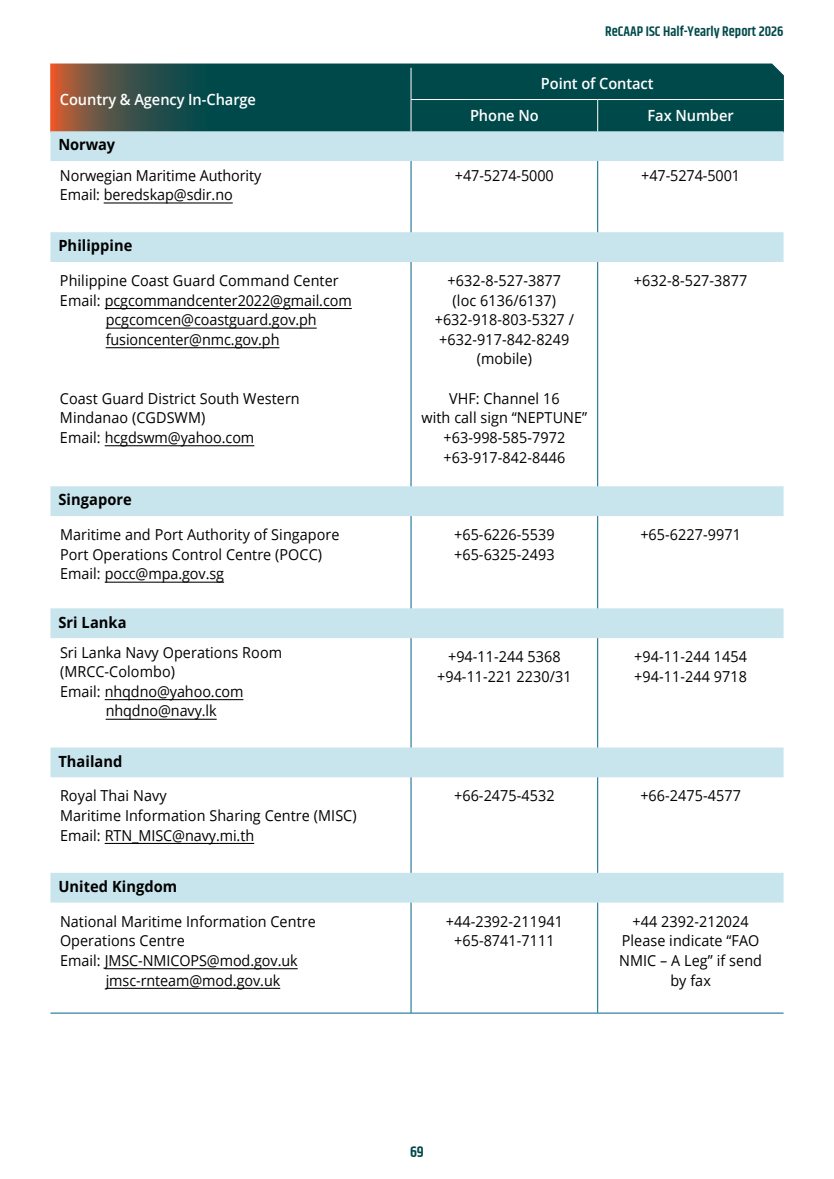 ReCAAP ISC Half-Yearly Report 2026
Country & Agency In-Charge
Point of Contact
Phone No
Fax Number
Norway
Norwegian Maritime Authority
Email: beredskap@sdir.no
+47-5274-5000
+47-5274-5001
Philippine
Philippine Coast Guard Command Center
Email: pcgcommandcenter2022@gmail.com
pcgcomcen@coastguard.gov.ph
fusioncenter@nmc.gov.ph
+632-8-527-3877
(loc 6136/6137)
+632-918-803-5327 /
+632-917-842-8249
(mobile)
+632-8-527-3877
Coast Guard District South Western
Mindanao (CGDSWM)
Email: hcgdswm@yahoo.com
VHF: Channel 16
with call sign “NEPTUNE”
+63-998-585-7972
+63-917-842-8446
Singapore
Maritime and Port Authority of Singapore
Port Operations Control Centre (POCC)
Email: pocc@mpa.gov.sg
+65-6226-5539
+65-6325-2493
+65-6227-9971
Sri Lanka
Sri Lanka Navy Operations Room
(MRCC-Colombo)
Email: nhqdno@yahoo.com
nhqdno@navy.lk
+94-11-244 5368
+94-11-221 2230/31
+94-11-244 1454
+94-11-244 9718
Thailand
Royal Thai Navy
Maritime Information Sharing Centre (MISC)
Email: RTN_MISC@navy.mi.th
+66-2475-4532
+66-2475-4577
United Kingdom
National Maritime Information Centre
Operations Centre
Email: JMSC-NMICOPS@mod.gov.uk
jmsc-rnteam@mod.gov.uk
+44-2392-211941
+65-8741-7111
+44 2392-212024
Please indicate “FAO
NMIC – A Leg” if send
by fax
69